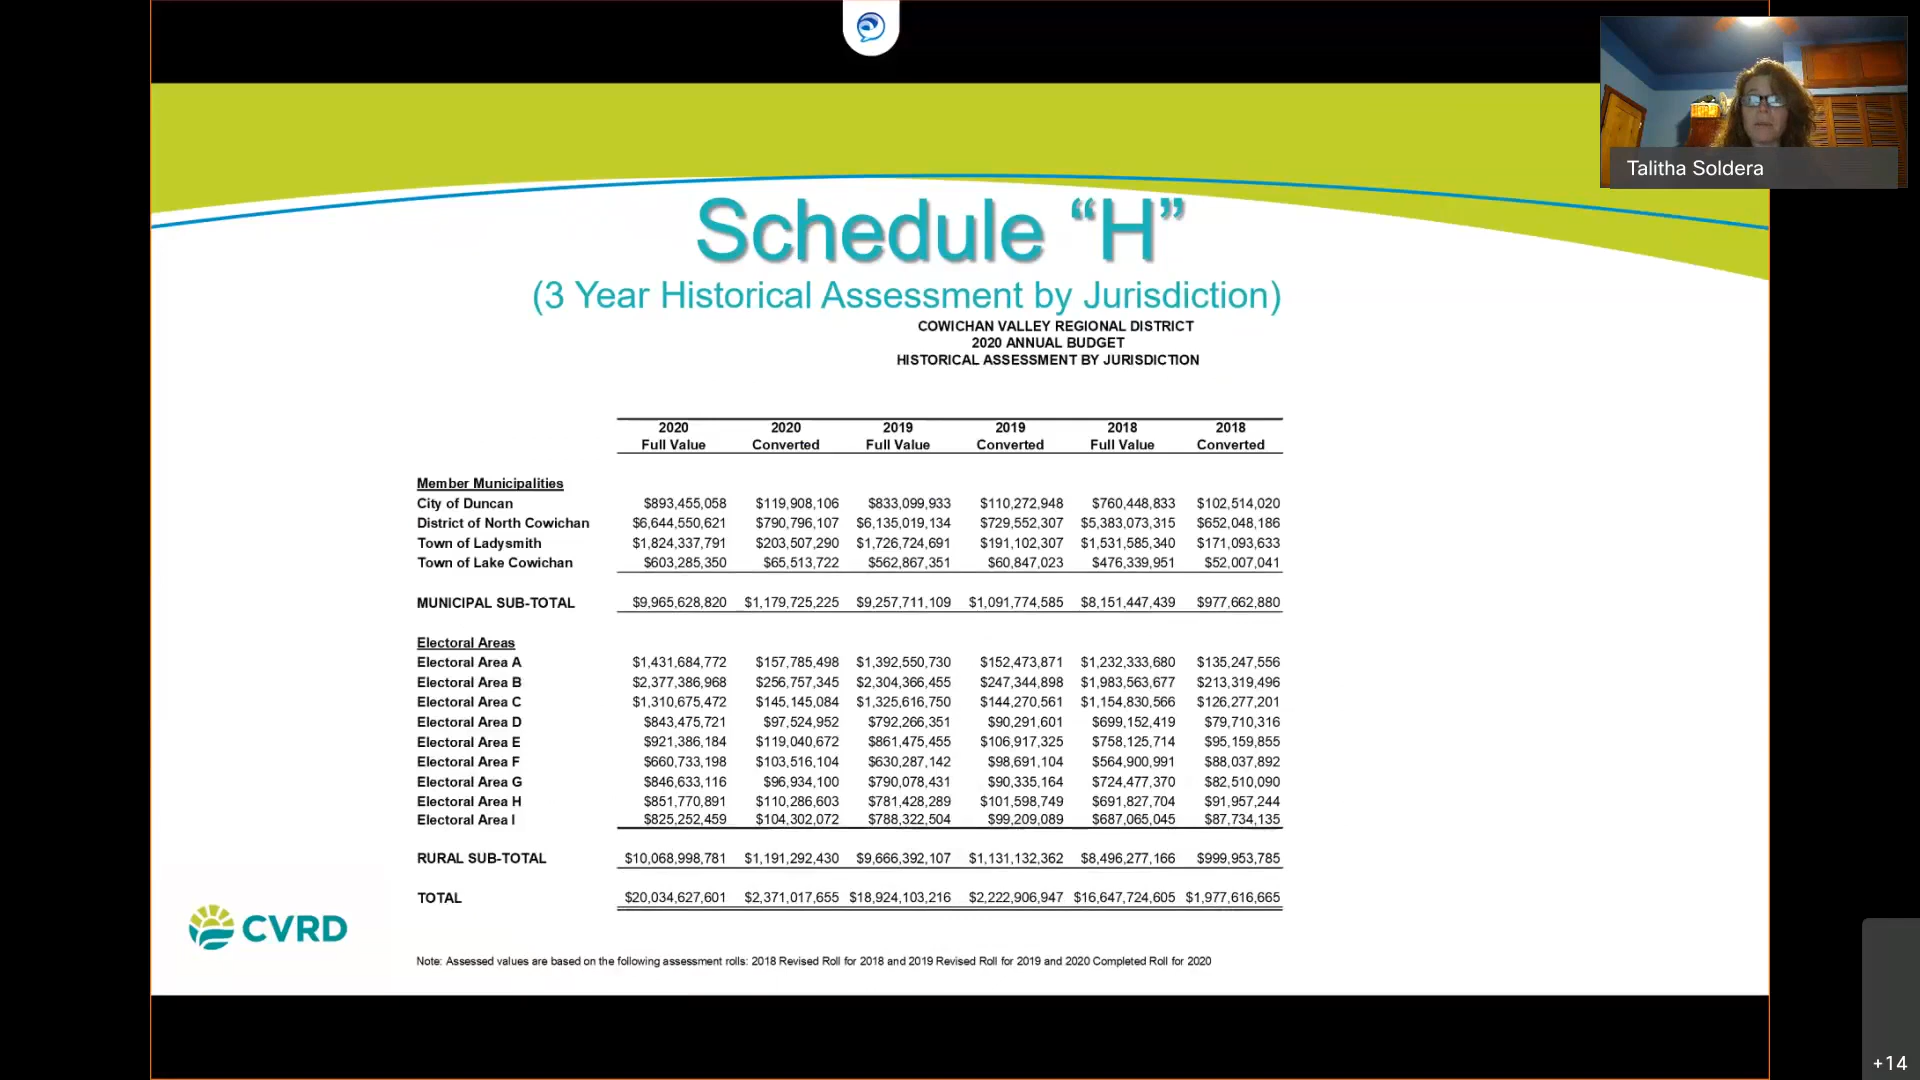 Talitha Soldera
Schedule “H”
(3 Year Historical Assessment by Jurisdiction)
COWICHAN VALLEY REGIONAL DISTRICT
2020 ANNUAL BUDGET
HISTORICAL ASSESSMENT BY JURISDICTION
2020 2020 2019 2019 2018 2018
Full Value Converted Full Value Converted Full Value Converted
Member Municipalities
City of Duncan $893,455,058 $119,908,106 $833,099,933 $110,272,948 $760,448,833 $102,514,020
District of North Cowichan $6,644,550,621 $790,796,107 $6,135,019,134 $729,552,307 $5,383,073,315 $652,048,186
Town of Ladysmith $1,824,337,791 $203,507,290 $1,726,724,691 $191,102,307 $1,531,585,340 $171,093,633
Town of Lake Cowichan $603,285,350 $65,513,722 $562,867,351 $60,847,023 $476,339,951 $52,007,041
MUNICIPAL SUB-TOTAL $9,965,628,820 $1,179,725,225 $9,257,711,109 $1,091,774,585 $8,151,447,439 $977,662,880
Electoral Areas
Electoral Area A $1,431,684,772 $157,785,498 $1,392,550,730 $152,473,871 $1,232,333,680 $135,247,556
Electoral Area B $2,377,386,968 $256,757,345 $2,304,366,455 $247,344,898 $1,983,563,677 $213,319,496
Electoral Area C $1,310,675,472 $145,145,084 $1,325,616,750 $144,270,561 $1,154,830,566 $126,277,201
Electoral Area D $843,475,721 $97,524,952 $792,266,351 $90,291,601 $699,152,419 $79,710,316
Electoral Area E $921,386,184 $119,040,672 $861,475,455 $106,917,325 $758,125,714 $95,159,855
Electoral Area F $660,733,198 $103,516,104 $630,287,142 $98,691,104 $564,900,991 $88,037,892
Electoral Area G $846,633,116 $96,934,100 $790,078,431 $90,335,164 $724,477,370 $82,510,090
Electoral Area H $851,770,891 $110,286,603 $781,428,289 $101,598,749 $691,827,704 $91,957,244
Electoral Area I $825,252,459 $104,302,072 $788,322,504 $99,209,089 $687,065,045 $87,734,135
RURAL SUB-TOTAL $10,068,998,781 $1,191,292,430 $9,666,392,107 $1,131,132,362 $8,496,277,166 $999,953,785
TOTAL $20,034,627,601 $2,371,017,655 $18,924,103,216 $2,222,906,947 $16,647,724,605 $1,977,616,665
CVRD
Note: Assessed values are based on the following assessment rolls: 2018 Revised Roll for 2018 and 2019 Revised Roll for 2019 and 2020 Completed Roll for 2020
+14